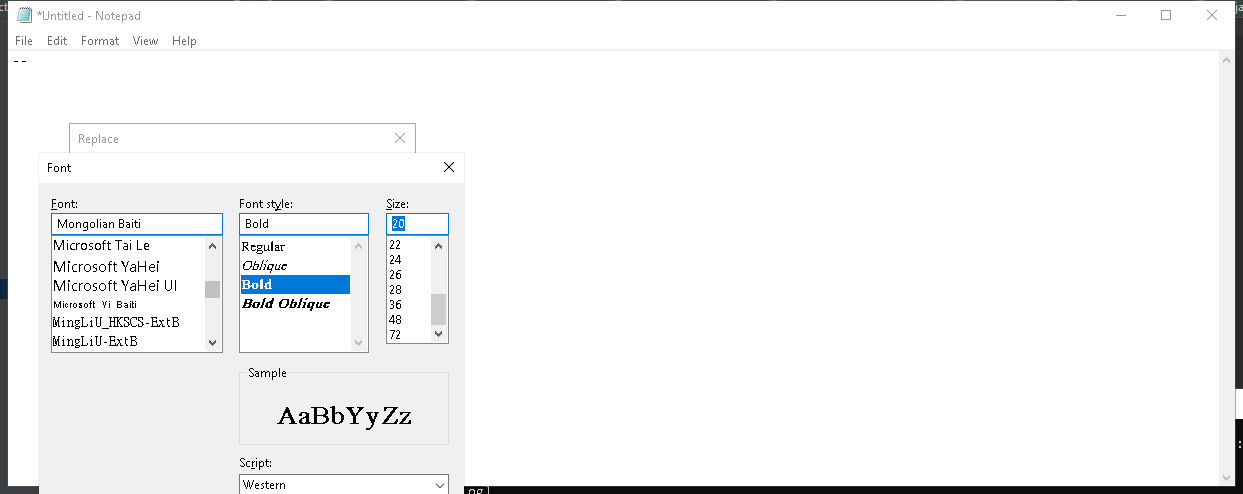 *Untitled - Notepad
File Edit Format View Help
--
Replace
Font
Font: Font style: Size:
Mongolian Baiti Bold 20
Microsoft Tai Le
Microsoft YaHei
Microsoft YaHei UI
Microsoft Yi Baiti
MingLiU_HKSCS-ExtB
MingLiU-ExtB
Regular
Oblique
Bold
Bold Oblique
22
24
26
28
36
48
72
Sample
AaBbYyZz
Script:
Western